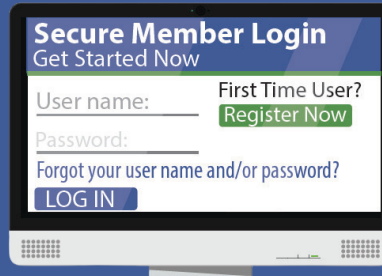 Secure Member Login
Get Started Now
First Time User?
User name:
Register Now
Password:
Forgot your user name and/or password?
LOG IN